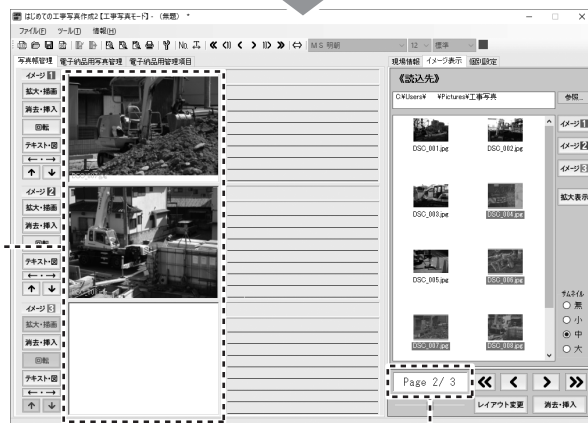 はじめての工事写真作成2【工事写真モード】 - (無題) *
ファイル(F) ツール(T) 情報(H)
No. MS 明朝 12 標準
写真帳管理 電子納品用写真管理 電子納品用管理項目
イメージ 1
拡大・描画
消去・挿入
回転
テキスト・図
←・→
↑ ↓
イメージ 2
拡大・描画
消去・挿入
回転
テキスト・図
←・→
↑ ↓
イメージ 3
拡大・描画
消去・挿入
回転
テキスト・図
←・→
↑ ↓
現場情報 イメージ表示 個別設定
《読込先》
C:¥Users¥ ¥Pictures¥工事写真 参照...
DSC_001.jpg DSC_002.jpg
DSC_003.jpg DSC_004.jpg
DSC_005.jpg DSC_006.jpg
DSC_007.jpg DSC_008.jpg
イメージ1
イメージ2
イメージ3
拡大表示
サムネイル
無
小
中
大
Page 2/ 3
レイアウト変更 消去・挿入